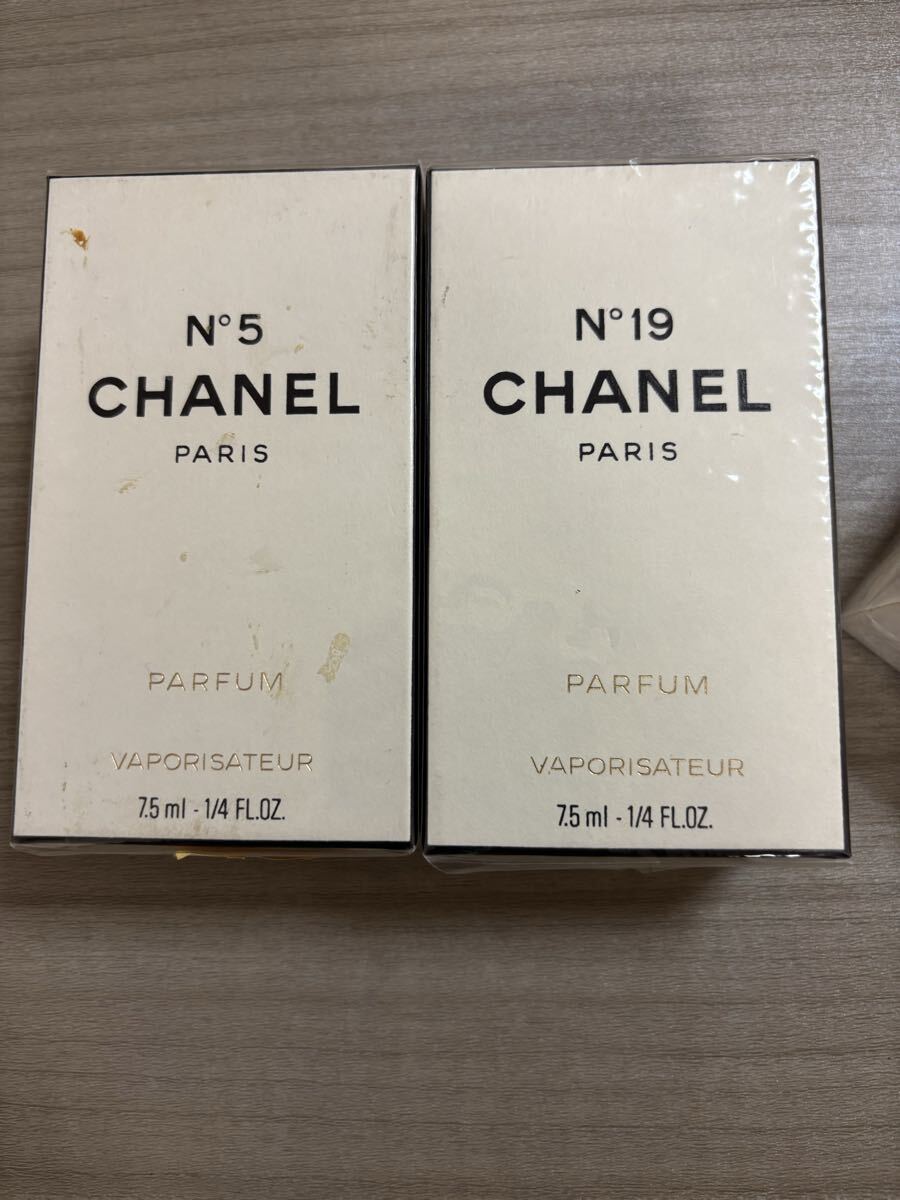 N°5
CHANEL
PARIS
PARFUM
VAPORISATEUR
7.5 ml - 1/4 FL.OZ.
N°19
CHANEL
PARIS
PARFUM
VAPORISATEUR
7.5 ml - 1/4 FL.OZ.